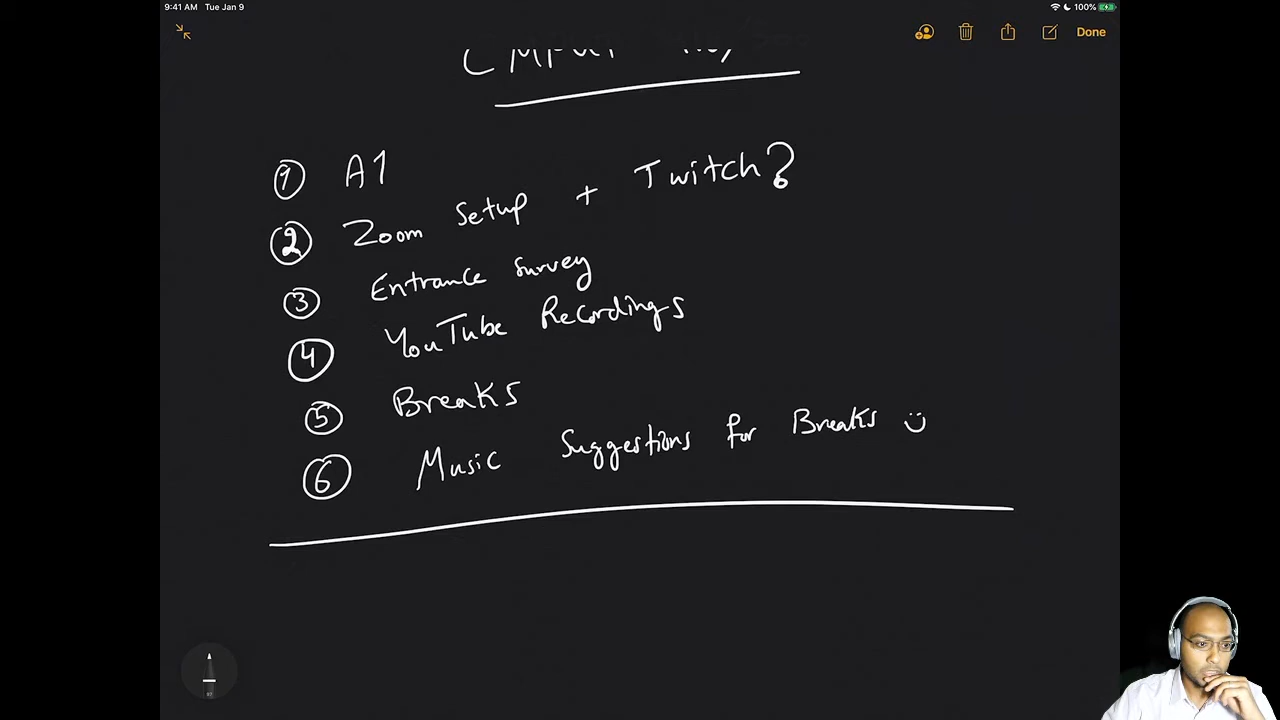 9:41 AM Tue Jan 9
100%
Done
1 A1
2 Zoom Setup + Twitch?
3 Entrance Survey
4 YouTube Recordings
5 Breaks
6 Music Suggestions for Breaks